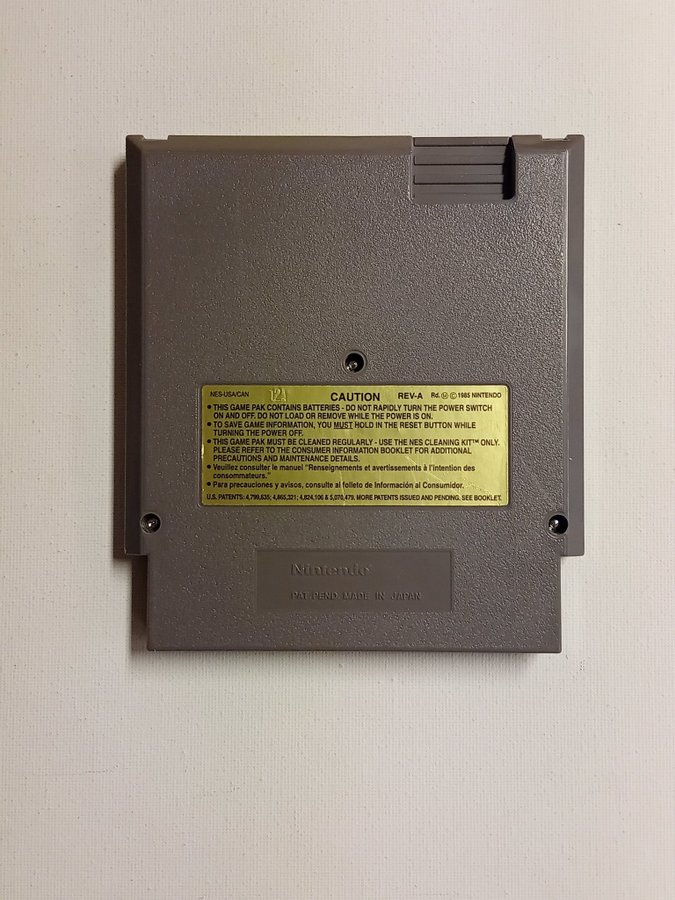 NES-USA/CAN 121 CAUTION REV-A Rd. Ⓜ © 1985 NINTENDO
● THIS GAME PAK CONTAINS BATTERIES - DO NOT RAPIDLY TURN THE POWER SWITCH
ON AND OFF. DO NOT LOAD OR REMOVE WHILE THE POWER IS ON.
● TO SAVE GAME INFORMATION, YOU MUST HOLD IN THE RESET BUTTON WHILE
TURNING THE POWER OFF.
● THIS GAME PAK MUST BE CLEANED REGULARLY - USE THE NES CLEANING KIT™ ONLY.
PLEASE REFER TO THE CONSUMER INFORMATION BOOKLET FOR ADDITIONAL
PRECAUTIONS AND MAINTENANCE DETAILS.
● Veuillez consulter le manuel "Renseignements et avertissements à l'intention des
consommateurs."
● Para precauciones y avisos, consulte al folleto de Información al Consumidor.
U.S. PATENTS: 4,799,635; 4,865,321; 4,824,106 & 5,070,479. MORE PATENTS ISSUED AND PENDING. SEE BOOKLET.
Nintendo®
PAT. PEND. MADE IN JAPAN